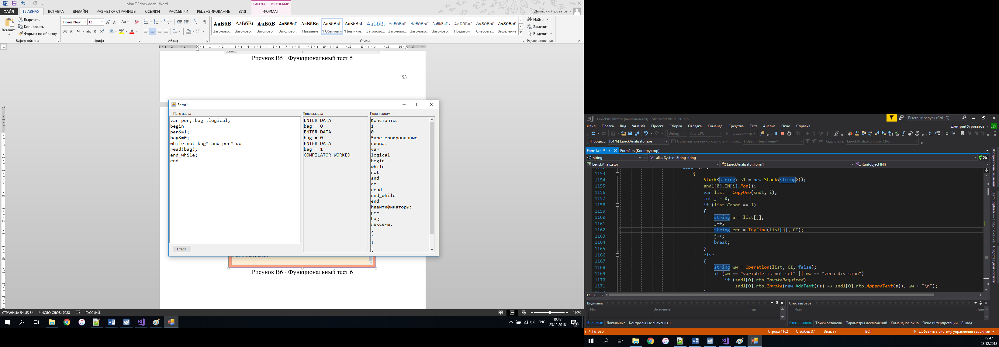 Моя ПЗdocx.docx - Word
РАБОТА С РИСУНКАМИ
ФАЙЛ ГЛАВНАЯ ВСТАВКА ДИЗАЙН РАЗМЕТКА СТРАНИЦЫ ССЫЛКИ РАССЫЛКИ РЕЦЕНЗИРОВАНИЕ ВИД ФОРМАТ
Дмитрий Угроватов
Вставить
Вырезать
Копировать
Формат по образцу
Буфер обмена
Times New R 12
Шрифт
Абзац
АаБбВ АаБбВв АаБбВ АаБбВвГ АаБбВв. АаБбВвГ АаБбВвГ АаБбВв АаБбВвГ АаБбВвГ. АаБбВвГгД АаБбВвГ АаБбВвГ АаБбВвГ
Заголово... Заголово... Заголово... Заголово... Название ¶ Обычный ¶ Без инте... Заголово... Заголово... Заголово... Заголово... Подзагол... Слабое в... Выделение
Стили
Найти
Заменить
Выделить
Редактирование
Рисунок В5 - Функциональный тест 5
53
Form1
Поле ввода
var per, bag :logical;
begin
per&=1;
bag&=0;
while not bag* and per* do
read(bag);
end_while;
end
Старт
Поле вывода
ENTER DATA
bag = 0
ENTER DATA
bag = 0
ENTER DATA
bag = 1
COMPILATOR WORKED
Поле лексем
Константы:
1
0
Зарезервированные
слова:
var
logical
begin
while
not
and
do
read
end_while
end
Идентификаторы:
per
bag
Лексемы:
,
:
;
=
Рисунок В6 - Функциональный тест 6
СТРАНИЦА 54 ИЗ 54 ЧИСЛО СЛОВ: 7088 РУССКИЙ
110%
ENG
19:47
23.12.2018
3
LexickAnalizator (выполняется) - Microsoft Visual Studio
Быстрый запуск (Ctrl+Q)
Файл Правка Вид VAssistX Проект Сборка Отладка Команда Средства Тест Анализ Окно Справка
Дмитрий Угроватов ДУ
Debug Any CPU Продолжить
Процесс: [8476] LexickAnalizator.exe События жизненного цикла Поток: [13228] <Без имени> Кадр стека: LexickAnalizator.Form1.Run
Form1.cs Form1.cs [Конструктор]
string alias System.String string Go
LexickAnalizator LexickAnalizator.Form1 Run(object INI)
1153 {
1154 Stack<string> s1 = new Stack<string>();
1155 snd1[0].IN[i].Pop();
1156 var list = CopyOne(snd1, i);
1157 int j = 0;
1158 if (list.Count == 1)
1159 {
1160 string a = list[j];
1161 j++;
1162 string err = TryFind(list[j], CI);
1163 j++;
1164 break;
1165 }
1166 else
1167 {
1168 string ww = Operation(list, CI, false);
1169 if (ww == "variable is not set" || ww == "zero division")
1170 if (snd1[0].rtb.InvokeRequired)
1171 snd1[0].rtb.Invoke(new AddText((s) => snd1[0].rtb.AppendText(s)), ww + "\n");
121 %
Обозреватель решений
Team Explorer — Подключение
Средства диагностики
Видимые
Имя Значение Тип
Видимые Локальные Контрольные значения 1
Стек вызовов
Имя Язык
Стек вызовов Точки останова Параметры исключений Командное окно Окно интерпретации Вывод
Готово Строка 1162 Столбец 37 Знак 37 ВСТ Добавить в систему управления версиями
19:47
23.12.2018